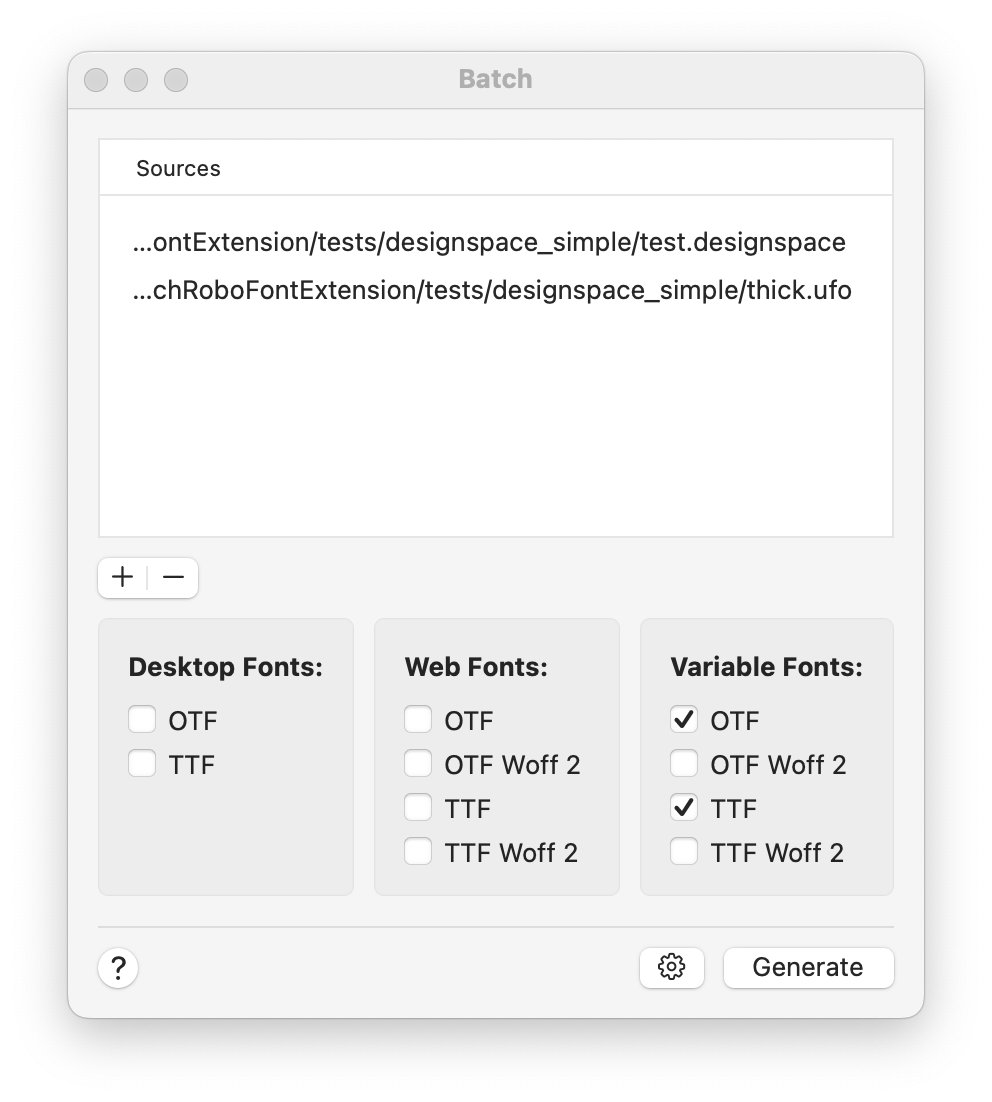 Batch
Sources
...ontExtension/tests/designspace_simple/test.designspace
...chRoboFontExtension/tests/designspace_simple/thick.ufo
Desktop Fonts:
OTF
TTF
Web Fonts:
OTF
OTF Woff 2
TTF
TTF Woff 2
Variable Fonts:
OTF
OTF Woff 2
TTF
TTF Woff 2
?
Generate